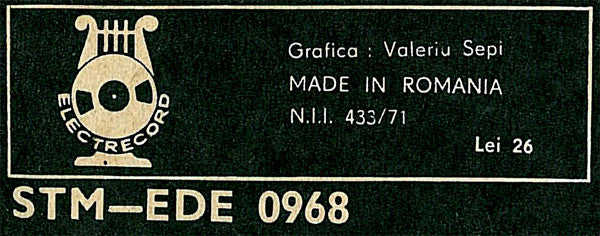 ELECTRECORD
Grafica : Valeriu Sepi
MADE IN ROMANIA
N.I.I. 433/71
Lei 26
STM—EDE 0968